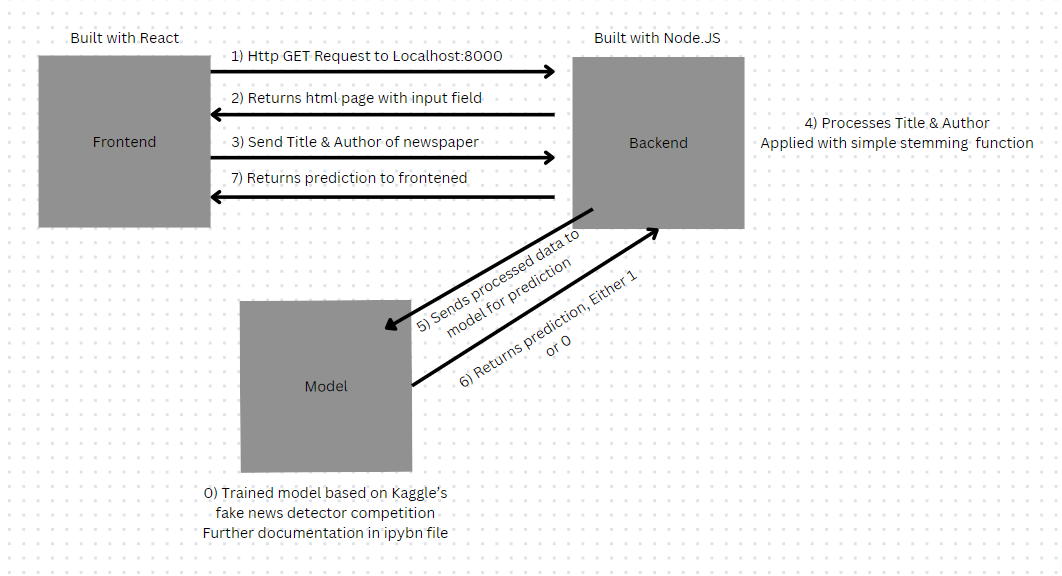 Built with React
Built with Node.JS
1) Http GET Request to Localhost:8000
2) Returns html page with input field
Frontend
3) Send Title & Author of newspaper
7) Returns prediction to frontened
Backend
4) Processes Title & Author
Applied with simple stemming function
5) Sends processed data to
model for prediction
6) Returns prediction, Either 1
or 0
Model
0) Trained model based on Kaggle's
fake news detector competition
Further documentation in ipybn file